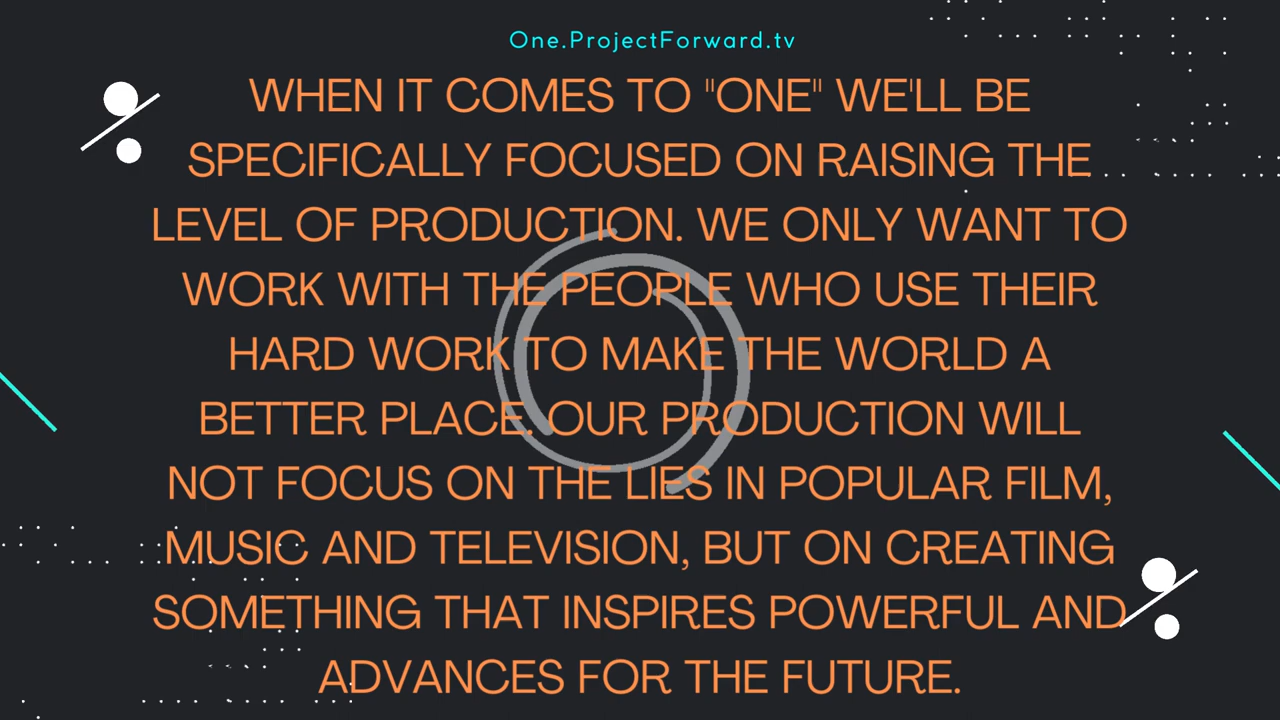 One.ProjectForward.tv
WHEN IT COMES TO "ONE" WE'LL BE
SPECIFICALLY FOCUSED ON RAISING THE
LEVEL OF PRODUCTION. WE ONLY WANT TO
WORK WITH THE PEOPLE WHO USE THEIR
HARD WORK TO MAKE THE WORLD A
BETTER PLACE. OUR PRODUCTION WILL
NOT FOCUS ON THE LIES IN POPULAR FILM,
MUSIC AND TELEVISION, BUT ON CREATING
SOMETHING THAT INSPIRES POWERFUL AND
ADVANCES FOR THE FUTURE.